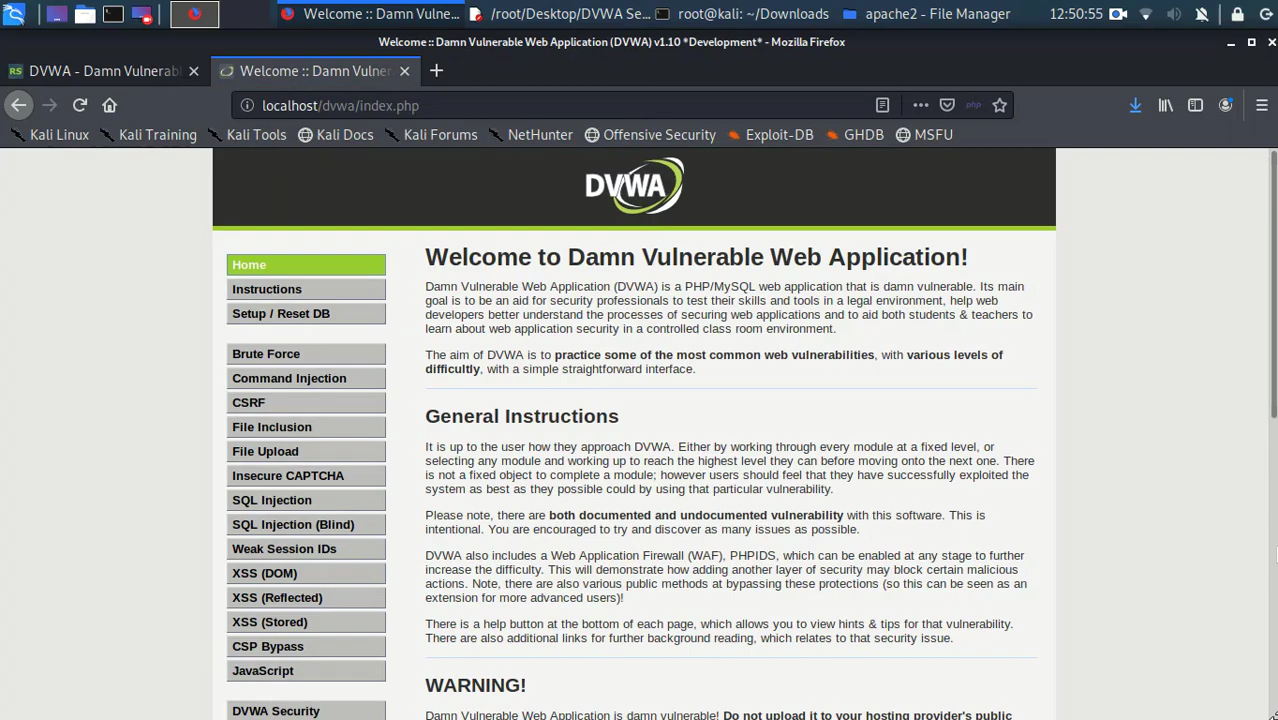 Welcome :: Damn Vulne...
/root/Desktop/DVWA Se...
root@kali: ~/Downloads
apache2 - File Manager
12:50:55
Welcome :: Damn Vulnerable Web Application (DVWA) v1.10 *Development* - Mozilla Firefox
RS DVWA - Damn Vulnerabl
Welcome :: Damn Vulner
localhost/dvwa/index.php
php
Kali Linux
Kali Training
Kali Tools
Kali Docs
Kali Forums
NetHunter
Offensive Security
Exploit-DB
GHDB
MSFU
DVWA
Home
Instructions
Setup / Reset DB
Brute Force
Command Injection
CSRF
File Inclusion
File Upload
Insecure CAPTCHA
SQL Injection
SQL Injection (Blind)
Weak Session IDs
XSS (DOM)
XSS (Reflected)
XSS (Stored)
CSP Bypass
JavaScript
DVWA Security
Welcome to Damn Vulnerable Web Application!
Damn Vulnerable Web Application (DVWA) is a PHP/MySQL web application that is damn vulnerable. Its main
goal is to be an aid for security professionals to test their skills and tools in a legal environment, help web
developers better understand the processes of securing web applications and to aid both students & teachers to
learn about web application security in a controlled class room environment.
The aim of DVWA is to practice some of the most common web vulnerabilities, with various levels of
difficultly, with a simple straightforward interface.
General Instructions
It is up to the user how they approach DVWA. Either by working through every module at a fixed level, or
selecting any module and working up to reach the highest level they can before moving onto the next one. There
is not a fixed object to complete a module; however users should feel that they have successfully exploited the
system as best as they possible could by using that particular vulnerability.
Please note, there are both documented and undocumented vulnerability with this software. This is
intentional. You are encouraged to try and discover as many issues as possible.
DVWA also includes a Web Application Firewall (WAF), PHPIDS, which can be enabled at any stage to further
increase the difficulty. This will demonstrate how adding another layer of security may block certain malicious
actions. Note, there are also various public methods at bypassing these protections (so this can be seen as an
extension for more advanced users)!
There is a help button at the bottom of each page, which allows you to view hints & tips for that vulnerability.
There are also additional links for further background reading, which relates to that security issue.
WARNING!
Damn Vulnerable Web Application is damn vulnerable! Do not upload it to your hosting provider's public